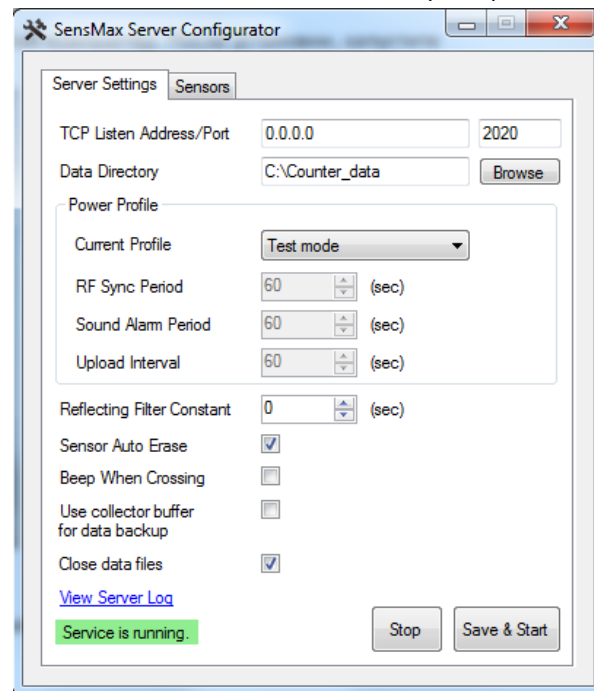 SensMax Server Configurator
Server Settings Sensors
TCP Listen Address/Port 0.0.0.0 2020
Data Directory C:\Counter_data Browse
Power Profile
Current Profile Test mode
RF Sync Period 60 (sec)
Sound Alarm Period 60 (sec)
Upload Interval 60 (sec)
Reflecting Filter Constant 0 (sec)
Sensor Auto Erase
Beep When Crossing
Use collector buffer
for data backup
Close data files
View Server Log
Service is running. Stop Save & Start